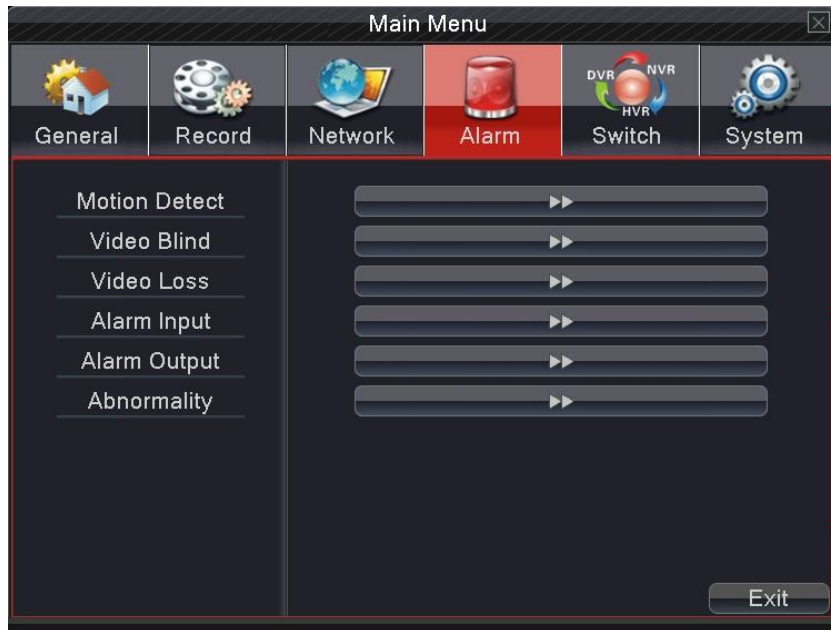 Main Menu
DVR NVR
HVR
General Record Network Alarm Switch System
Motion Detect
Video Blind
Video Loss
Alarm Input
Alarm Output
Abnormality
Exit